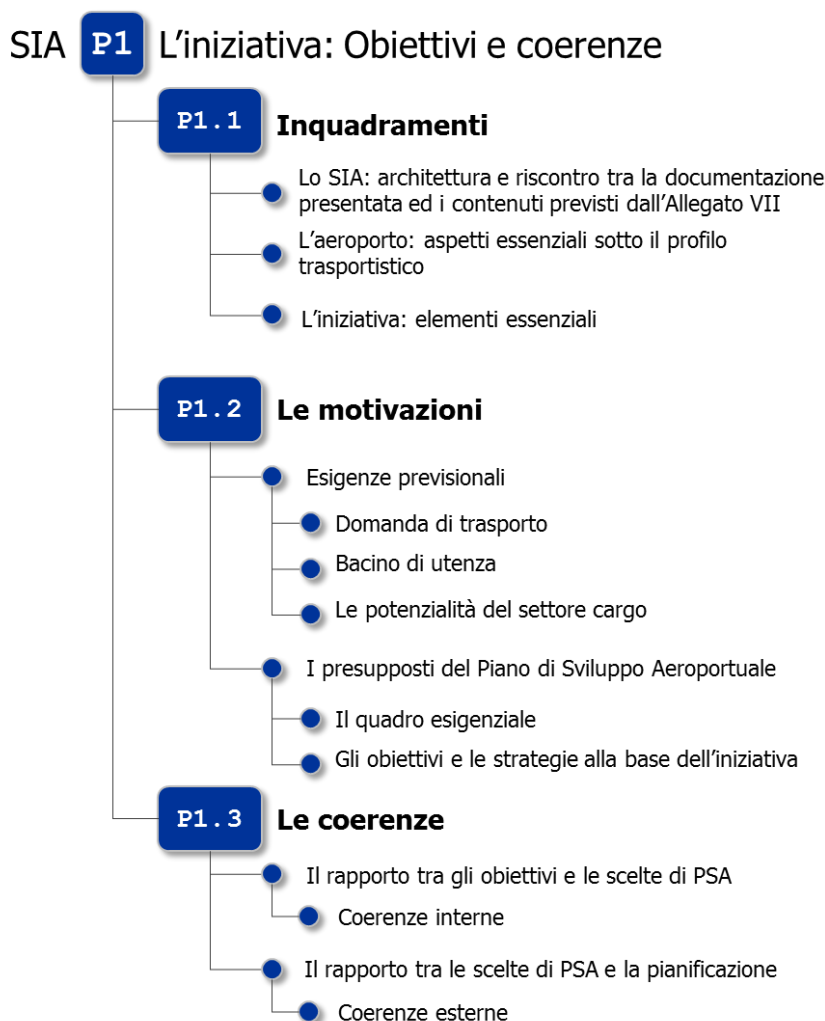 SIA P1 L'iniziativa: Obiettivi e coerenze
P1.1 Inquadramenti
Lo SIA: architettura e riscontro tra la documentazione
presentata ed i contenuti previsti dall'Allegato VII
L'aeroporto: aspetti essenziali sotto il profilo
trasportistico
L'iniziativa: elementi essenziali
P1.2 Le motivazioni
Esigenze previsionali
Domanda di trasporto
Bacino di utenza
Le potenzialità del settore cargo
I presupposti del Piano di Sviluppo Aeroportuale
Il quadro esigenziale
Gli obiettivi e le strategie alla base dell'iniziativa
P1.3 Le coerenze
Il rapporto tra gli obiettivi e le scelte di PSA
Coerenze interne
Il rapporto tra le scelte di PSA e la pianificazione
Coerenze esterne